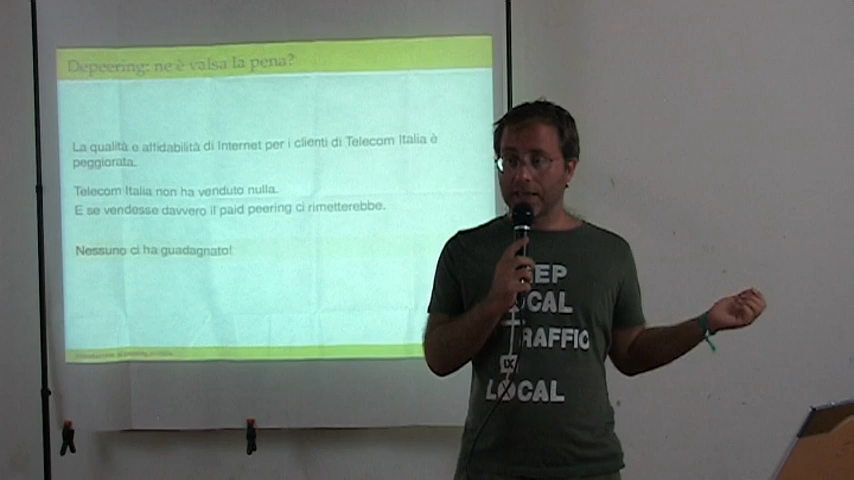 Depeering: ne è valsa la pena?
La qualità e affidabilità di Internet per i clienti di Telecom Italia è
peggiorata.
Telecom Italia non ha venduto nulla.
E se vendesse davvero il paid peering ci rimetterebbe.
Nessuno ci ha guadagnato!
EP
CAL
RAFFIC
IX
LOCAL